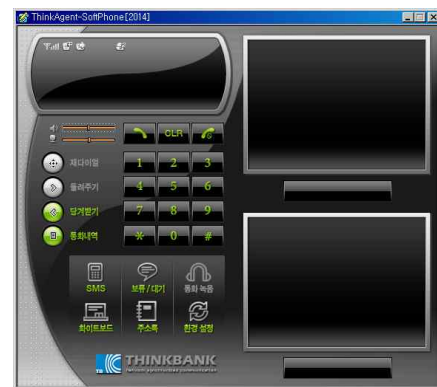 ThinkAgent-SoftPhone[2014]
CLR
재다이얼
1 2 3
돌려주기
4 5 6
당겨받기
7 8 9
통화내역
* 0 #
SMS 보류/대기 통화 녹음
화이트보드 주소록 환경 설정
TB THINKBANK